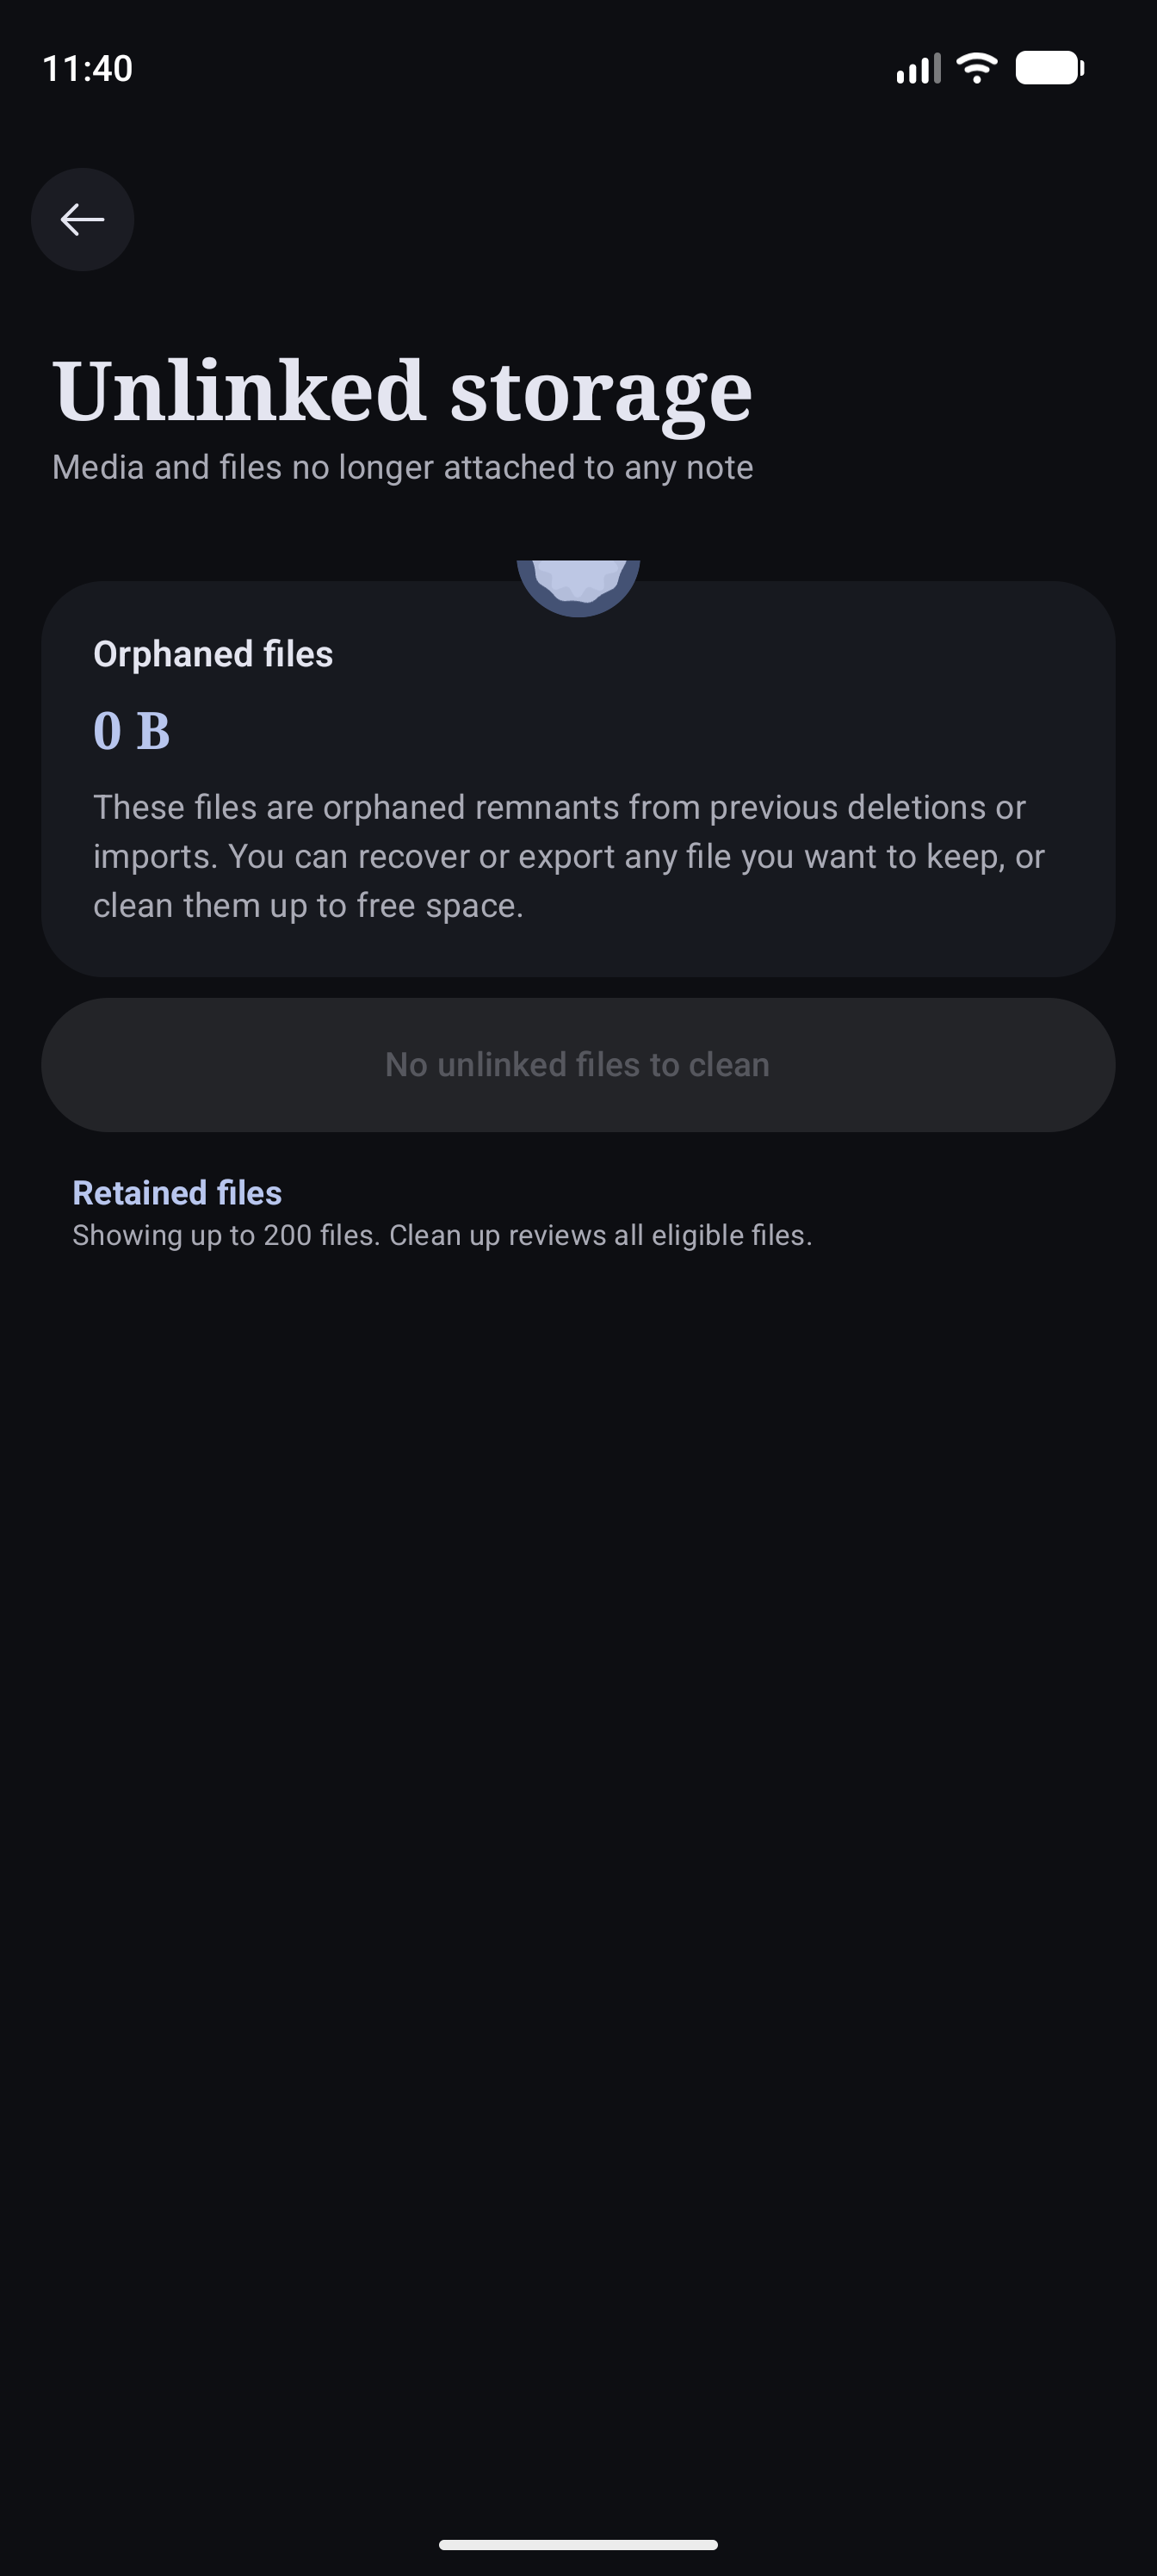 11:40
Unlinked storage
Media and files no longer attached to any note
Orphaned files
0 B
These files are orphaned remnants from previous deletions or
imports. You can recover or export any file you want to keep, or
clean them up to free space.
No unlinked files to clean
Retained files
Showing up to 200 files. Clean up reviews all eligible files.